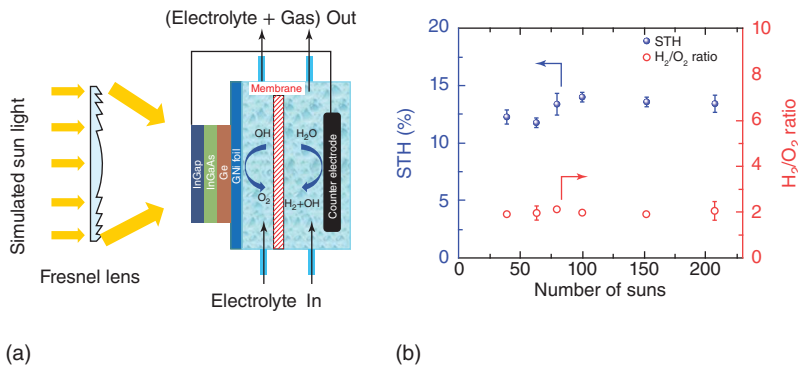 (Electrolyte + Gas) Out
Membrane
Simulated sun light
InGap
InGaAs
Ge
GNi foil
OH
H₂O
O₂
H₂+OH
Counter electrode
Fresnel lens
Electrolyte In
(a)
20
15
10
5
0
STH (%)
STH
H₂/O₂ ratio
10
8
6
4
2
0
H₂/O₂ ratio
0
50
100
150
200
Number of suns
(b)